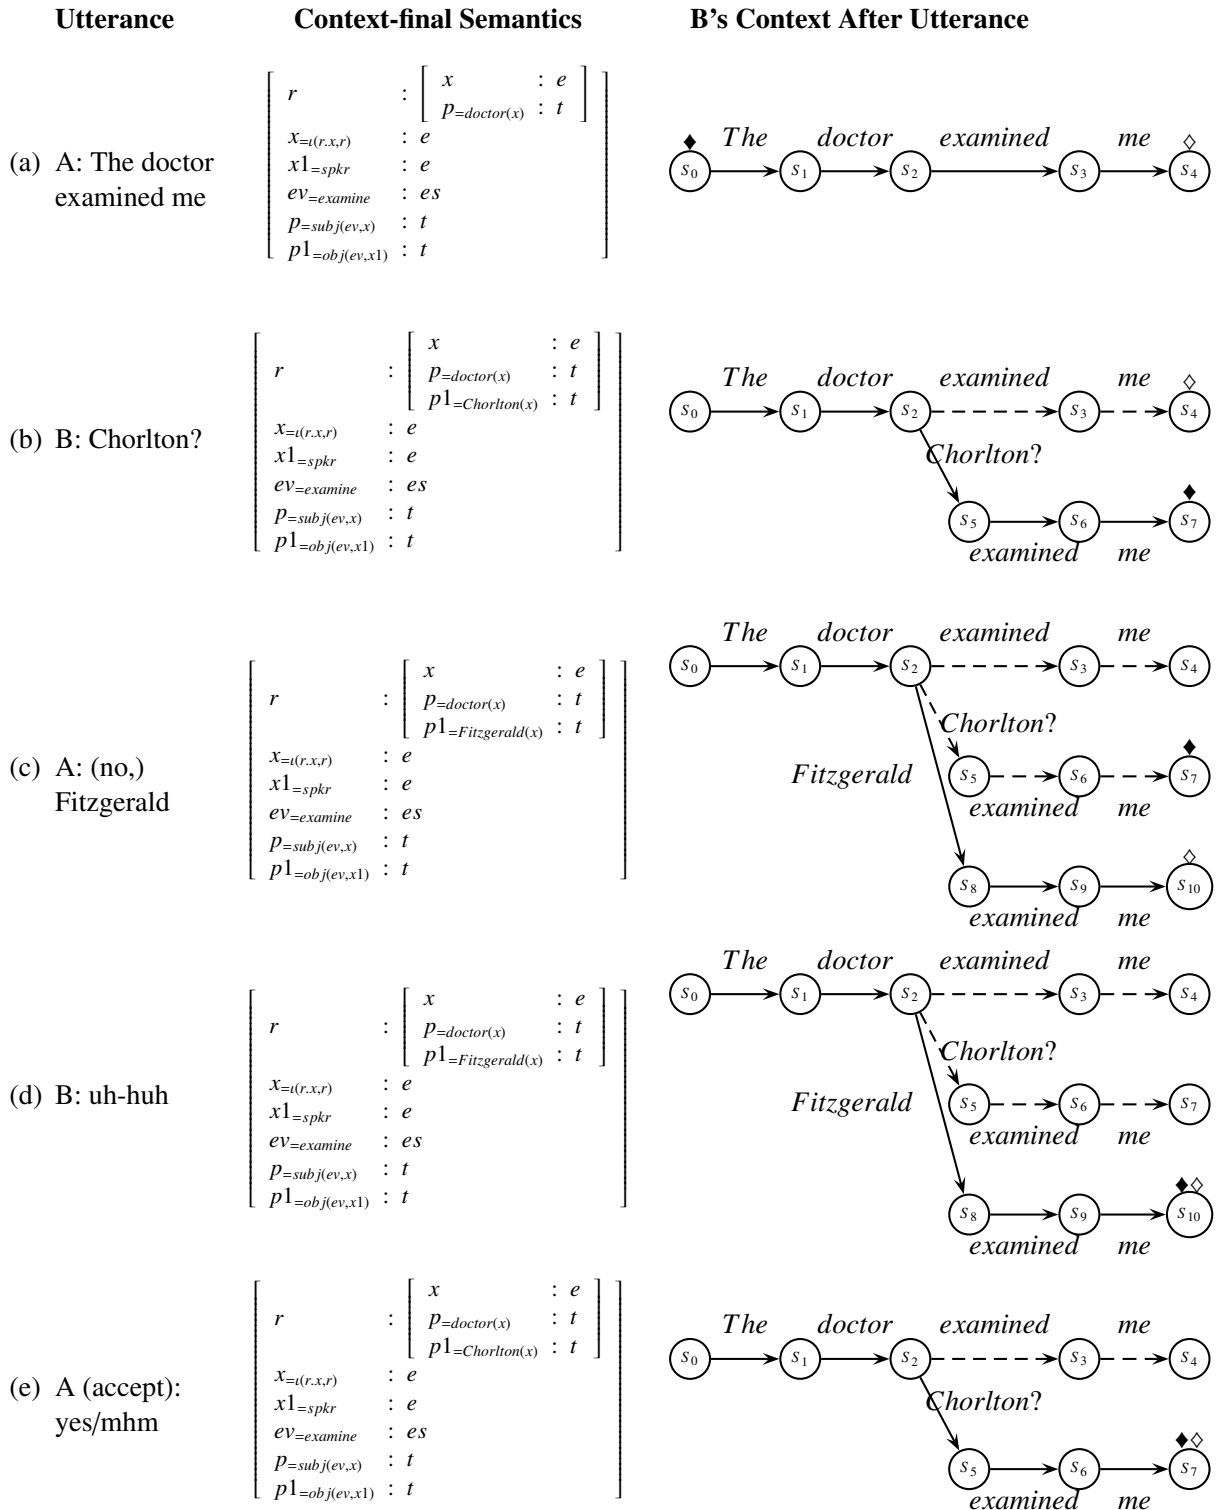 Utterance Context-final Semantics B's Context After Utterance
(a) A: The doctor examined me
r : [ x : e
p=doctor(x) : t ]
x=ι(r.x,r) : e
x1=spkr : e
ev=examine : es
p=subj(ev,x) : t
p1=obj(ev,x1) : t
♦ The doctor examined me ◊
S0 S1 S2 S3 S4
(b) B: Chorlton?
r : [ x : e
p=doctor(x) : t
p1=Chorlton(x) : t ]
x=ι(r.x,r) : e
x1=spkr : e
ev=examine : es
p=subj(ev,x) : t
p1=obj(ev,x1) : t
The doctor examined me ◊
S0 S1 S2 S3 S4
Chorlton? ♦
S5 S6 S7
examined me
(c) A: (no,)
Fitzgerald
r : [ x : e
p=doctor(x) : t
p1=Fitzgerald(x) : t ]
x=ι(r.x,r) : e
x1=spkr : e
ev=examine : es
p=subj(ev,x) : t
p1=obj(ev,x1) : t
The doctor examined me
S0 S1 S2 S3 S4
Chorlton? ♦
Fitzgerald S5 S6 S7
examined me
◊
S8 S9 S10
examined me
(d) B: uh-huh
r : [ x : e
p=doctor(x) : t
p1=Fitzgerald(x) : t ]
x=ι(r.x,r) : e
x1=spkr : e
ev=examine : es
p=subj(ev,x) : t
p1=obj(ev,x1) : t
The doctor examined me
S0 S1 S2 S3 S4
Chorlton?
Fitzgerald S5 S6 S7
examined me
♦◊
S8 S9 S10
examined me
(e) A (accept):
yes/mhm
r : [ x : e
p=doctor(x) : t
p1=Chorlton(x) : t ]
x=ι(r.x,r) : e
x1=spkr : e
ev=examine : es
p=subj(ev,x) : t
p1=obj(ev,x1) : t
The doctor examined me
S0 S1 S2 S3 S4
Chorlton? ♦◊
S5 S6 S7
examined me